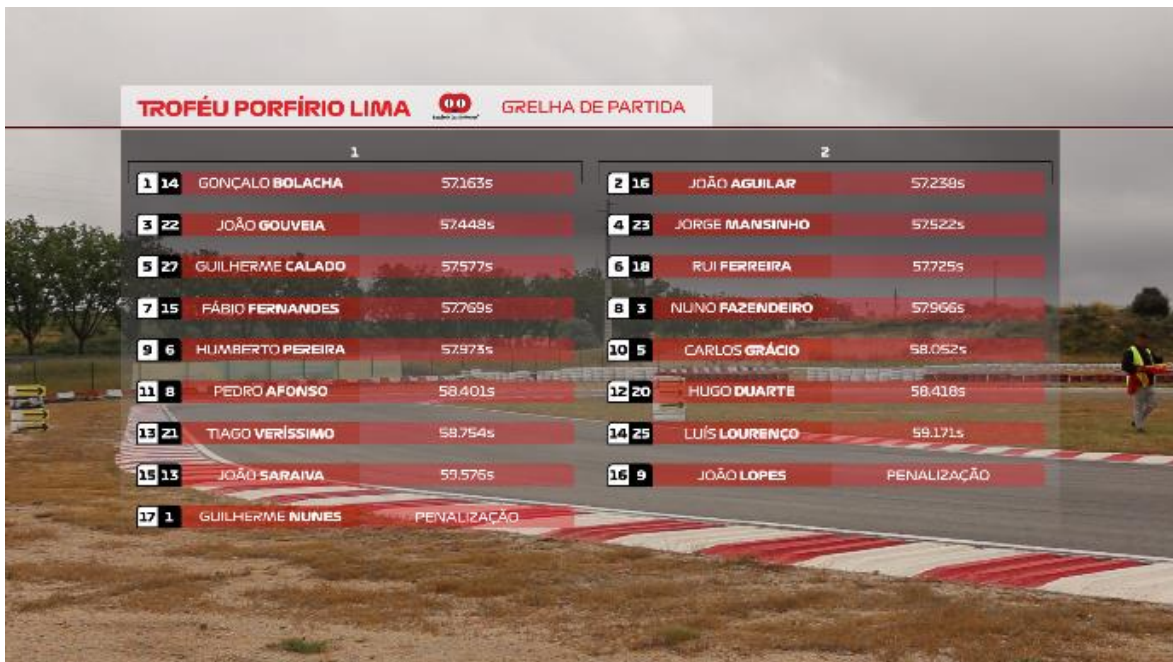 TROFÉU PORFÍRIO LIMA GRELHA DE PARTIDA
1 2
1 14 GONÇALO BOLACHA 57.163s 2 16 JOÃO AGUILAR 57.238s
3 22 JOÃO GOUVEIA 57.448s 4 23 JORGE MANSINHO 57.522s
5 27 GUILHERME CALADO 57.577s 6 18 RUI FERREIRA 57.725s
7 15 FÁBIO FERNANDES 57.769s 8 3 NUNO FAZENDEIRO 57.966s
9 6 HUMBERTO PEREIRA 57.973s 10 5 CARLOS GRÁCIO 58.052s
11 8 PEDRO AFONSO 58.401s 12 20 HUGO DUARTE 58.418s
13 21 TIAGO VERÍSSIMO 58.754s 14 25 LUÍS LOURENÇO 59.171s
15 13 JOÃO SARAIVA 59.576s 16 9 JOÃO LOPES PENALIZAÇÃO
17 1 GUILHERME NUNES PENALIZAÇÃO